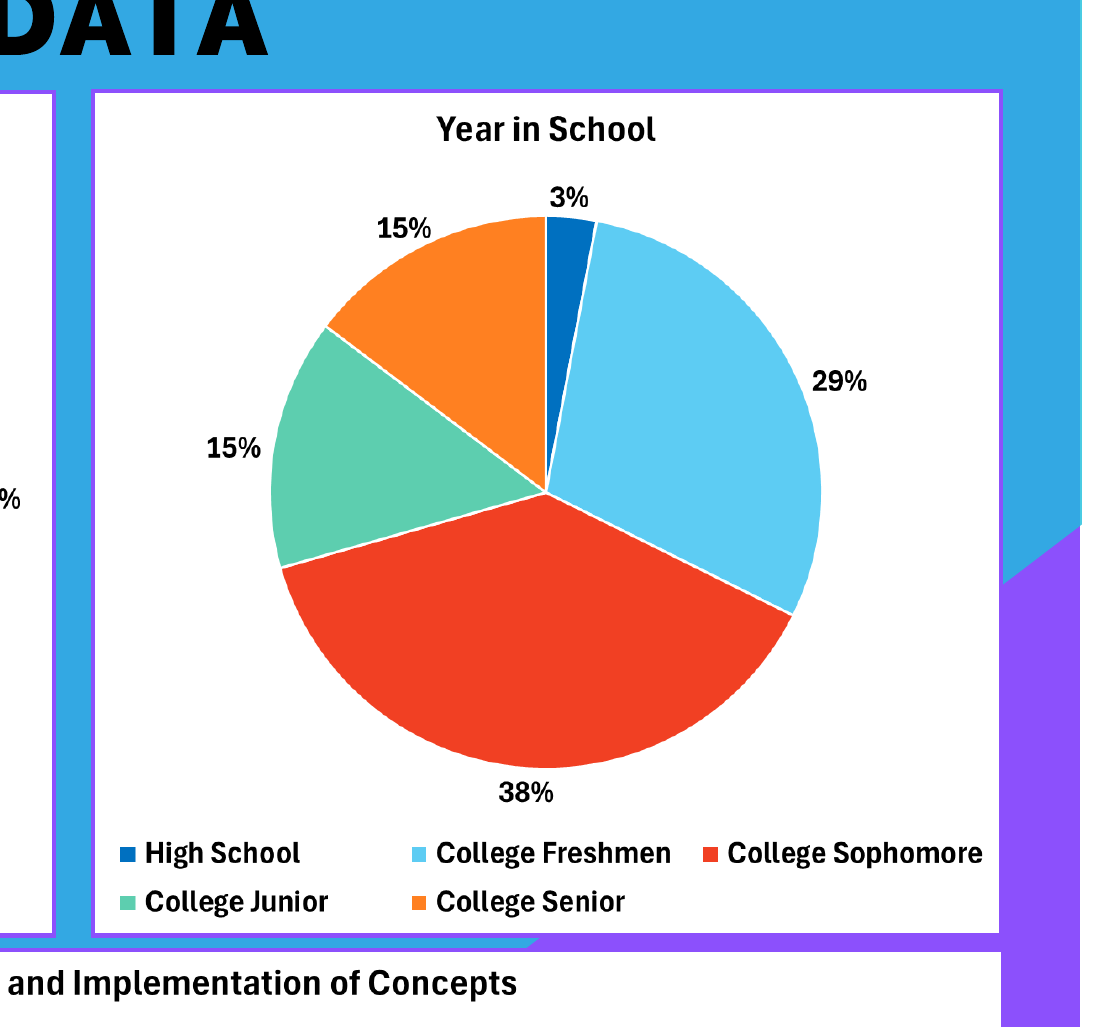 DATA
Year in School
3%
15%
29%
15%
%
38%
High School
College Freshmen
College Sophomore
College Junior
College Senior
and Implementation of Concepts